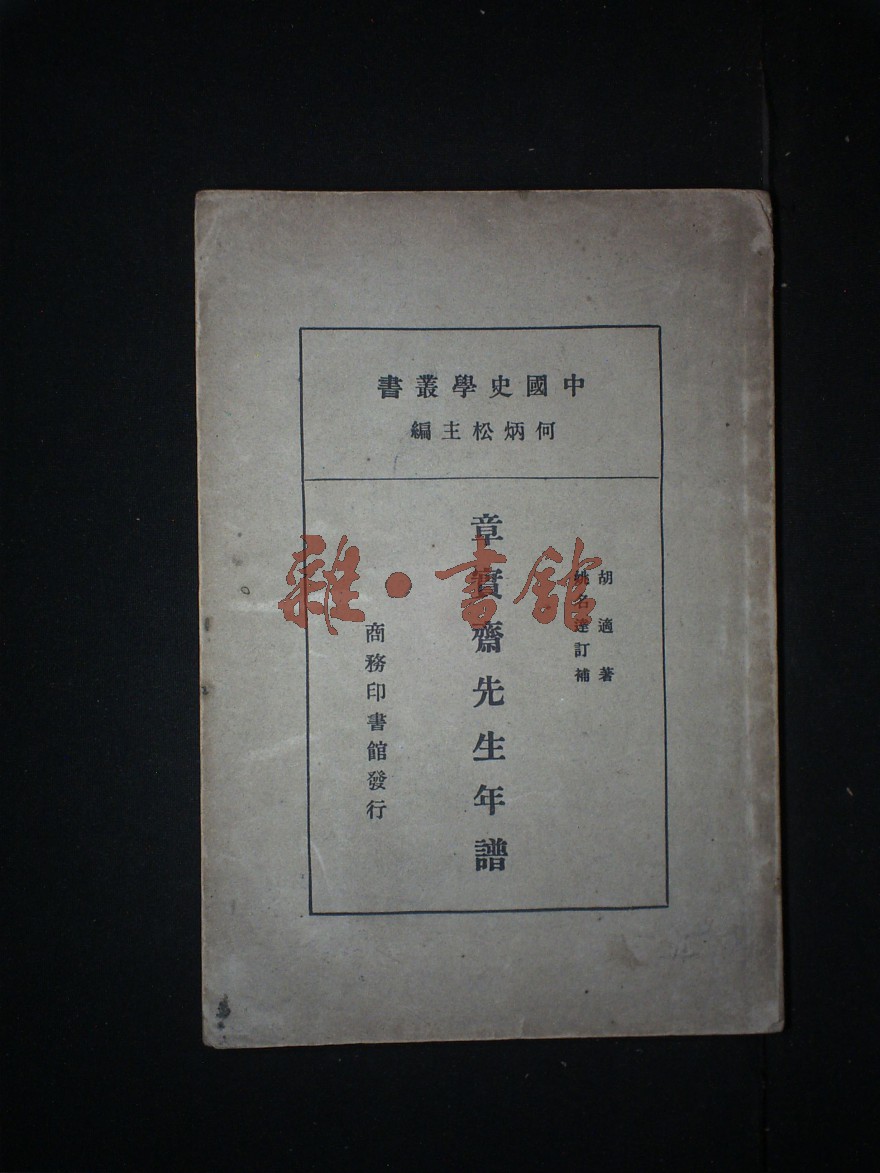 中國史學叢書
何炳松主編
胡適著
姚名達訂補
章實齋先生年譜
商務印書館發行
雜·書館